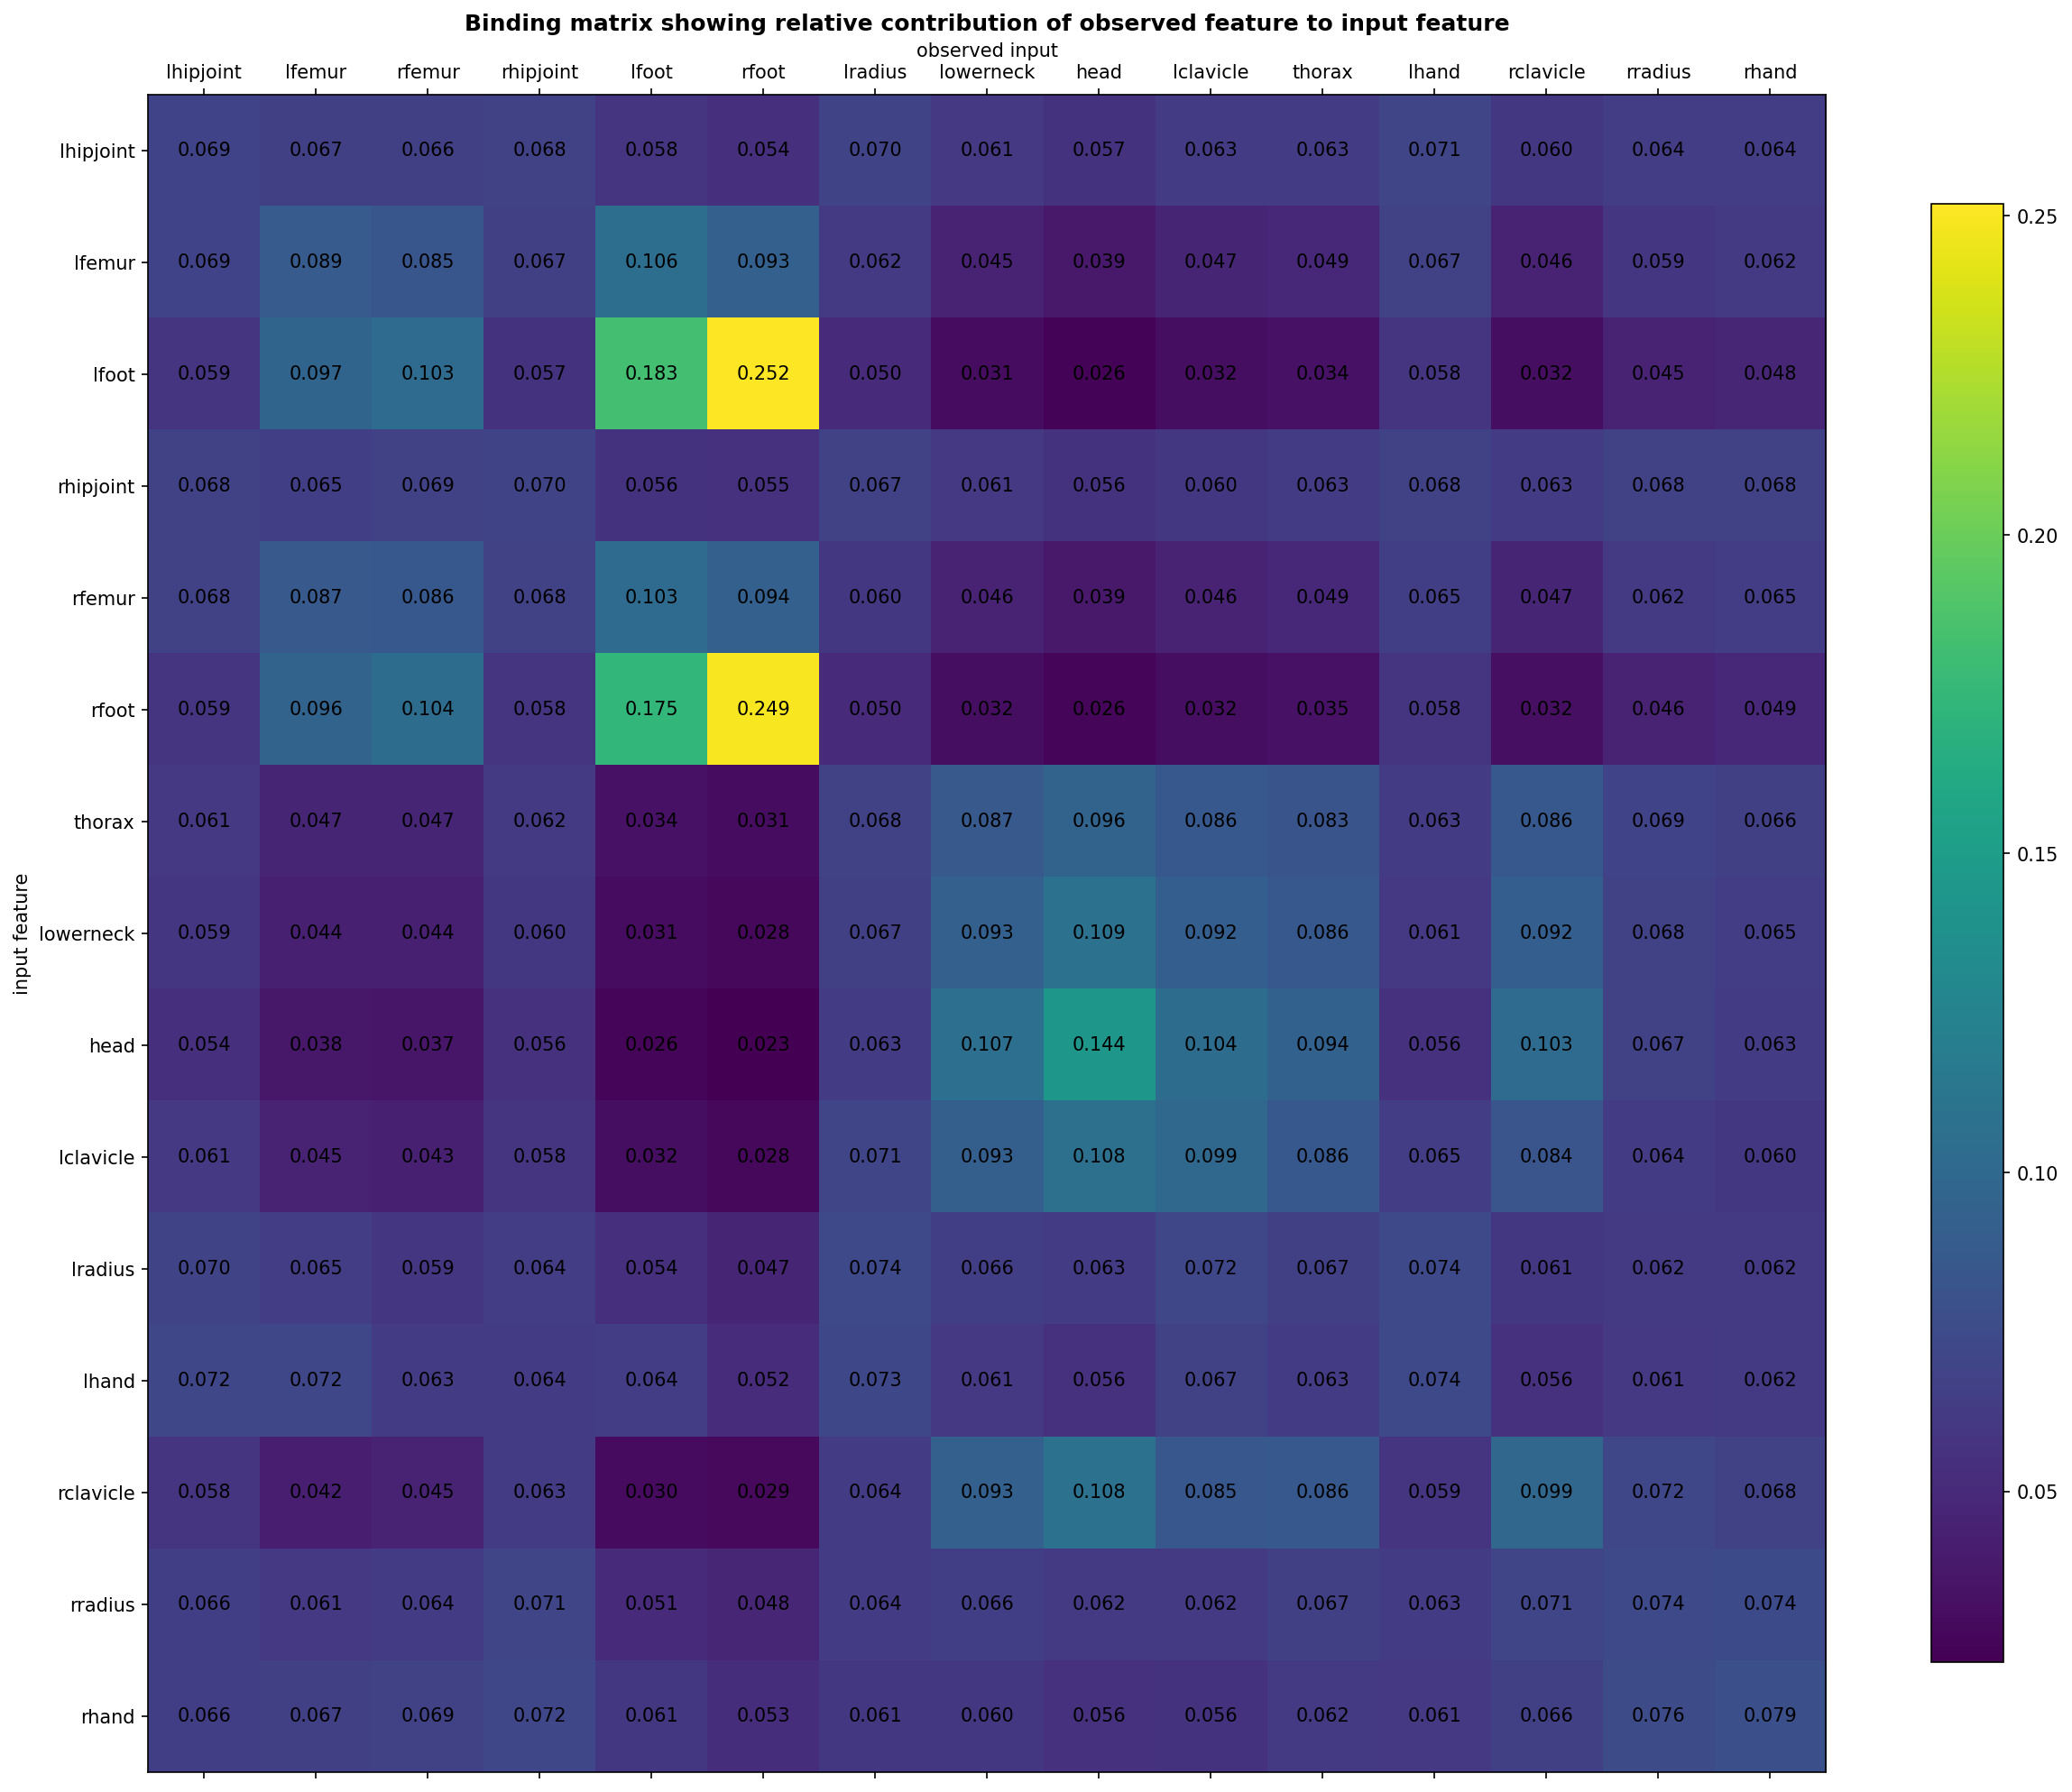 Binding matrix showing relative contribution of observed feature to input feature
observed input
lhipjoint lfemur rfemur rhipjoint lfoot rfoot lradius lowerneck head lclavicle thorax lhand rclavicle rradius rhand
lhipjoint 0.069 0.067 0.066 0.068 0.058 0.054 0.070 0.061 0.057 0.063 0.063 0.071 0.060 0.064 0.064
lfemur 0.069 0.089 0.085 0.067 0.106 0.093 0.062 0.045 0.039 0.047 0.049 0.067 0.046 0.059 0.062
lfoot 0.059 0.097 0.103 0.057 0.183 0.252 0.050 0.031 0.026 0.032 0.034 0.058 0.032 0.045 0.048
rhipjoint 0.068 0.065 0.069 0.070 0.056 0.055 0.067 0.061 0.056 0.060 0.063 0.068 0.063 0.068 0.068
rfemur 0.068 0.087 0.086 0.068 0.103 0.094 0.060 0.046 0.039 0.046 0.049 0.065 0.047 0.062 0.065
rfoot 0.059 0.096 0.104 0.058 0.175 0.249 0.050 0.032 0.026 0.032 0.035 0.058 0.032 0.046 0.049
thorax 0.061 0.047 0.047 0.062 0.034 0.031 0.068 0.087 0.096 0.086 0.083 0.063 0.086 0.069 0.066
lowerneck 0.059 0.044 0.044 0.060 0.031 0.028 0.067 0.093 0.109 0.092 0.086 0.061 0.092 0.068 0.065
head 0.054 0.038 0.037 0.056 0.026 0.023 0.063 0.107 0.144 0.104 0.094 0.056 0.103 0.067 0.063
lclavicle 0.061 0.045 0.043 0.058 0.032 0.028 0.071 0.093 0.108 0.099 0.086 0.065 0.084 0.064 0.060
lradius 0.070 0.065 0.059 0.064 0.054 0.047 0.074 0.066 0.063 0.072 0.067 0.074 0.061 0.062 0.062
lhand 0.072 0.072 0.063 0.064 0.064 0.052 0.073 0.061 0.056 0.067 0.063 0.074 0.056 0.061 0.062
rclavicle 0.058 0.042 0.045 0.063 0.030 0.029 0.064 0.093 0.108 0.085 0.086 0.059 0.099 0.072 0.068
rradius 0.066 0.061 0.064 0.071 0.051 0.048 0.064 0.066 0.062 0.062 0.067 0.063 0.071 0.074 0.074
rhand 0.066 0.067 0.069 0.072 0.061 0.053 0.061 0.060 0.056 0.056 0.062 0.061 0.066 0.076 0.079
input feature
0.25
0.20
0.15
0.10
0.05